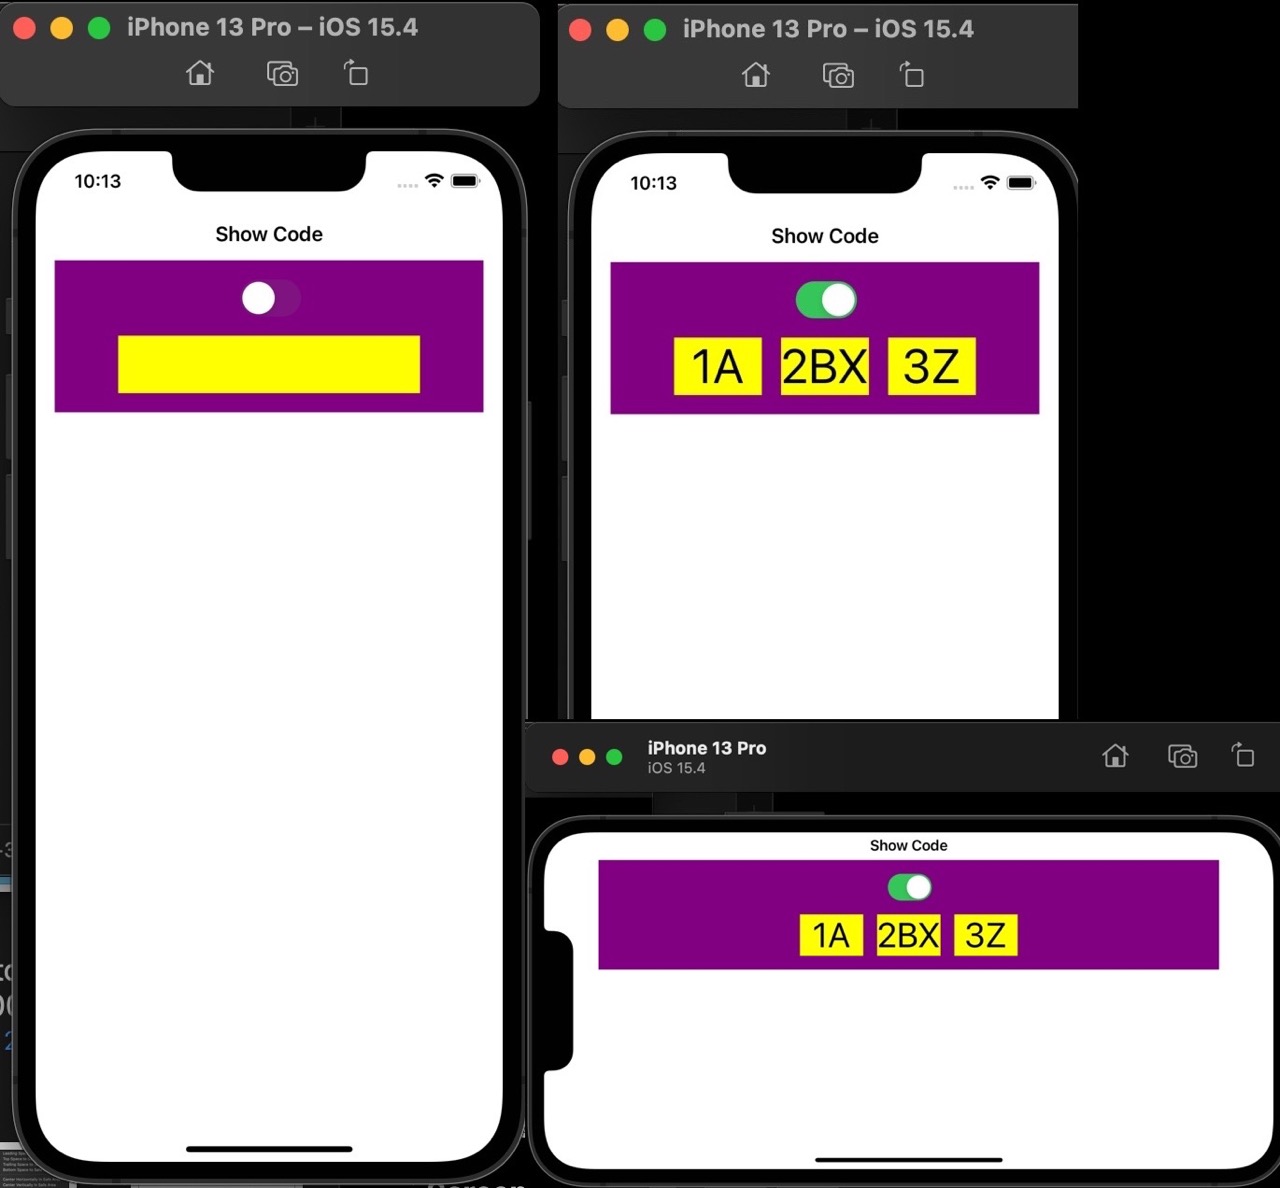 iPhone 13 Pro – iOS 15.4
10:13
Show Code
iPhone 13 Pro – iOS 15.4
10:13
Show Code
1A 2BX 3Z
iPhone 13 Pro
iOS 15.4
Show Code
1A 2BX 3Z